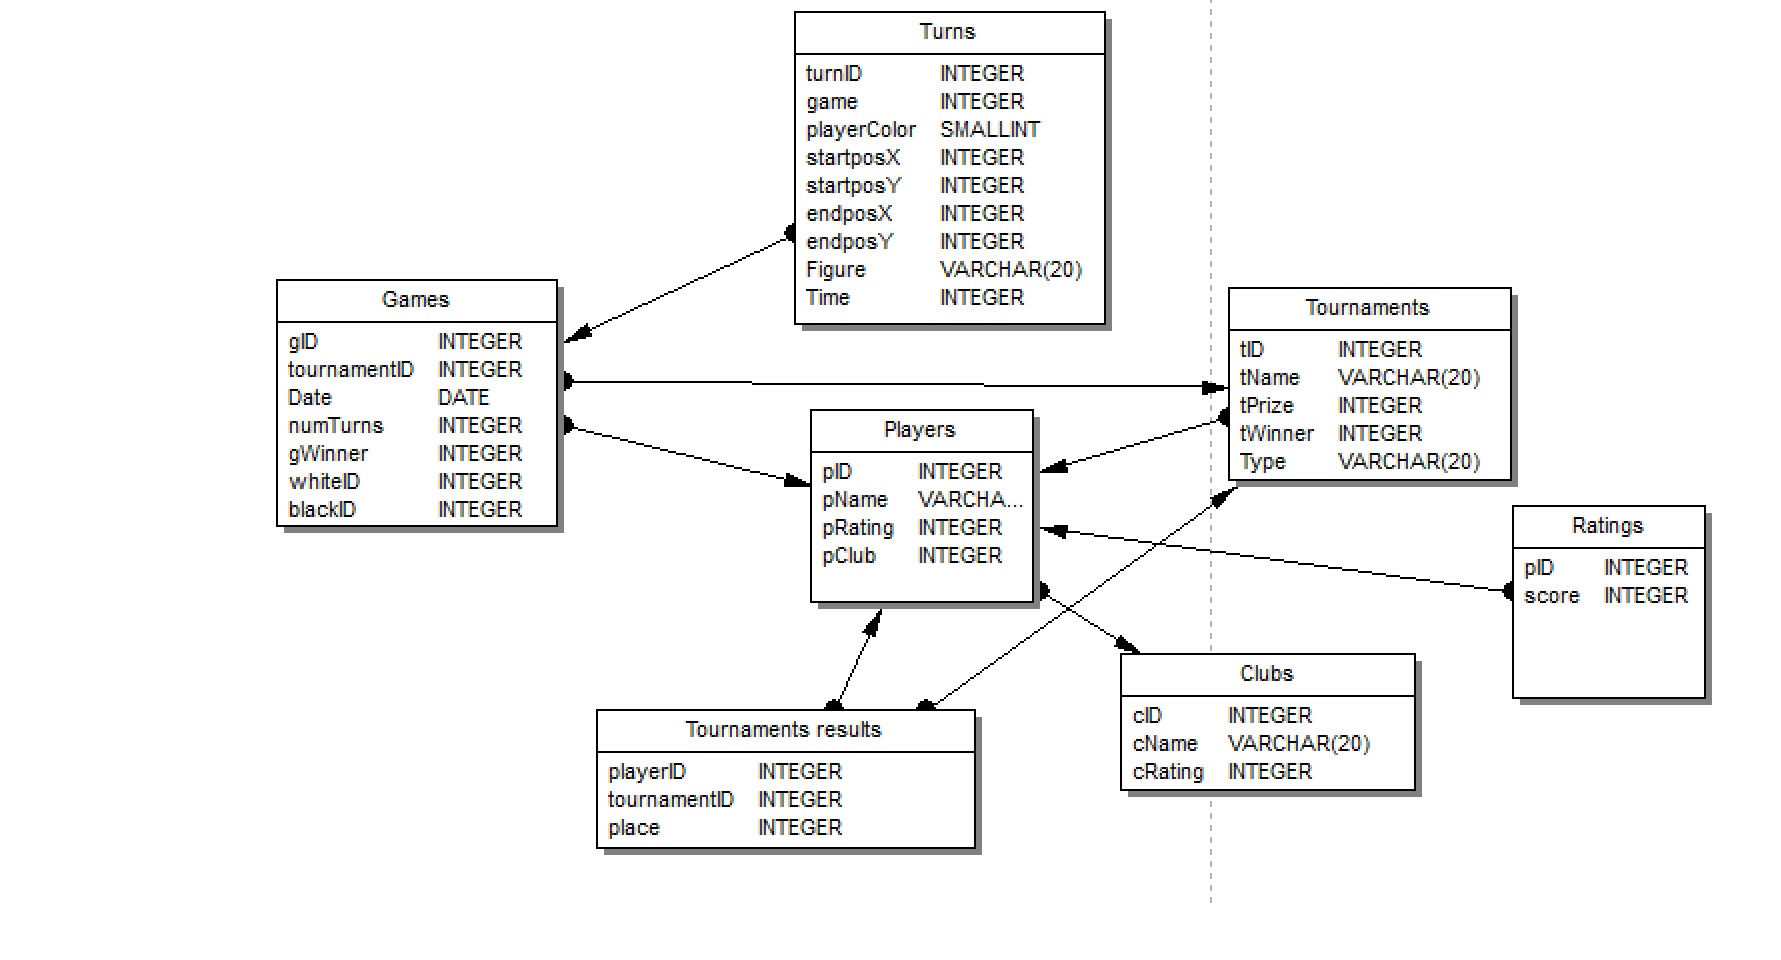 Turns
turnID INTEGER
game INTEGER
playerColor SMALLINT
startposX INTEGER
startposY INTEGER
endposX INTEGER
endposY INTEGER
Figure VARCHAR(20)
Time INTEGER
Games
gID INTEGER
tournamentID INTEGER
Date DATE
numTurns INTEGER
gWinner INTEGER
whiteID INTEGER
blackID INTEGER
Tournaments
tID INTEGER
tName VARCHAR(20)
tPrize INTEGER
tWinner INTEGER
Type VARCHAR(20)
Players
pID INTEGER
pName VARCHA...
pRating INTEGER
pClub INTEGER
Ratings
pID INTEGER
score INTEGER
Clubs
cID INTEGER
cName VARCHAR(20)
cRating INTEGER
Tournaments results
playerID INTEGER
tournamentID INTEGER
place INTEGER